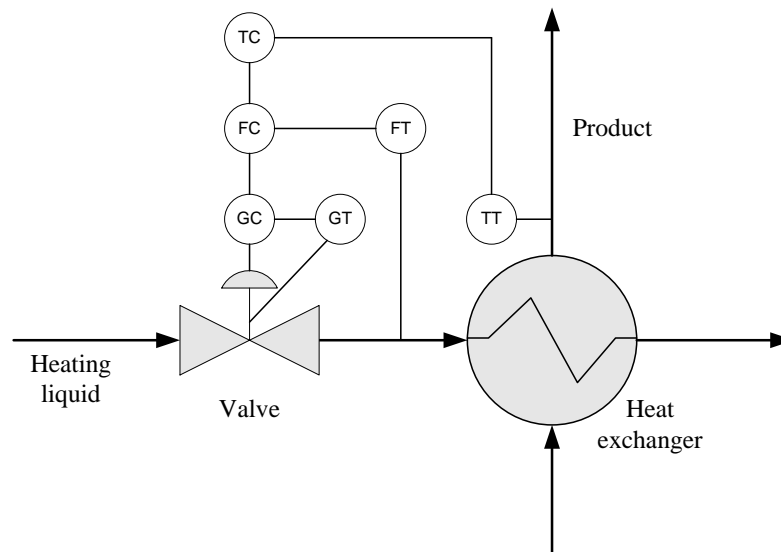 TC
FC
FT
Product
GC
GT
TT
Heating
liquid
Valve
Heat
exchanger